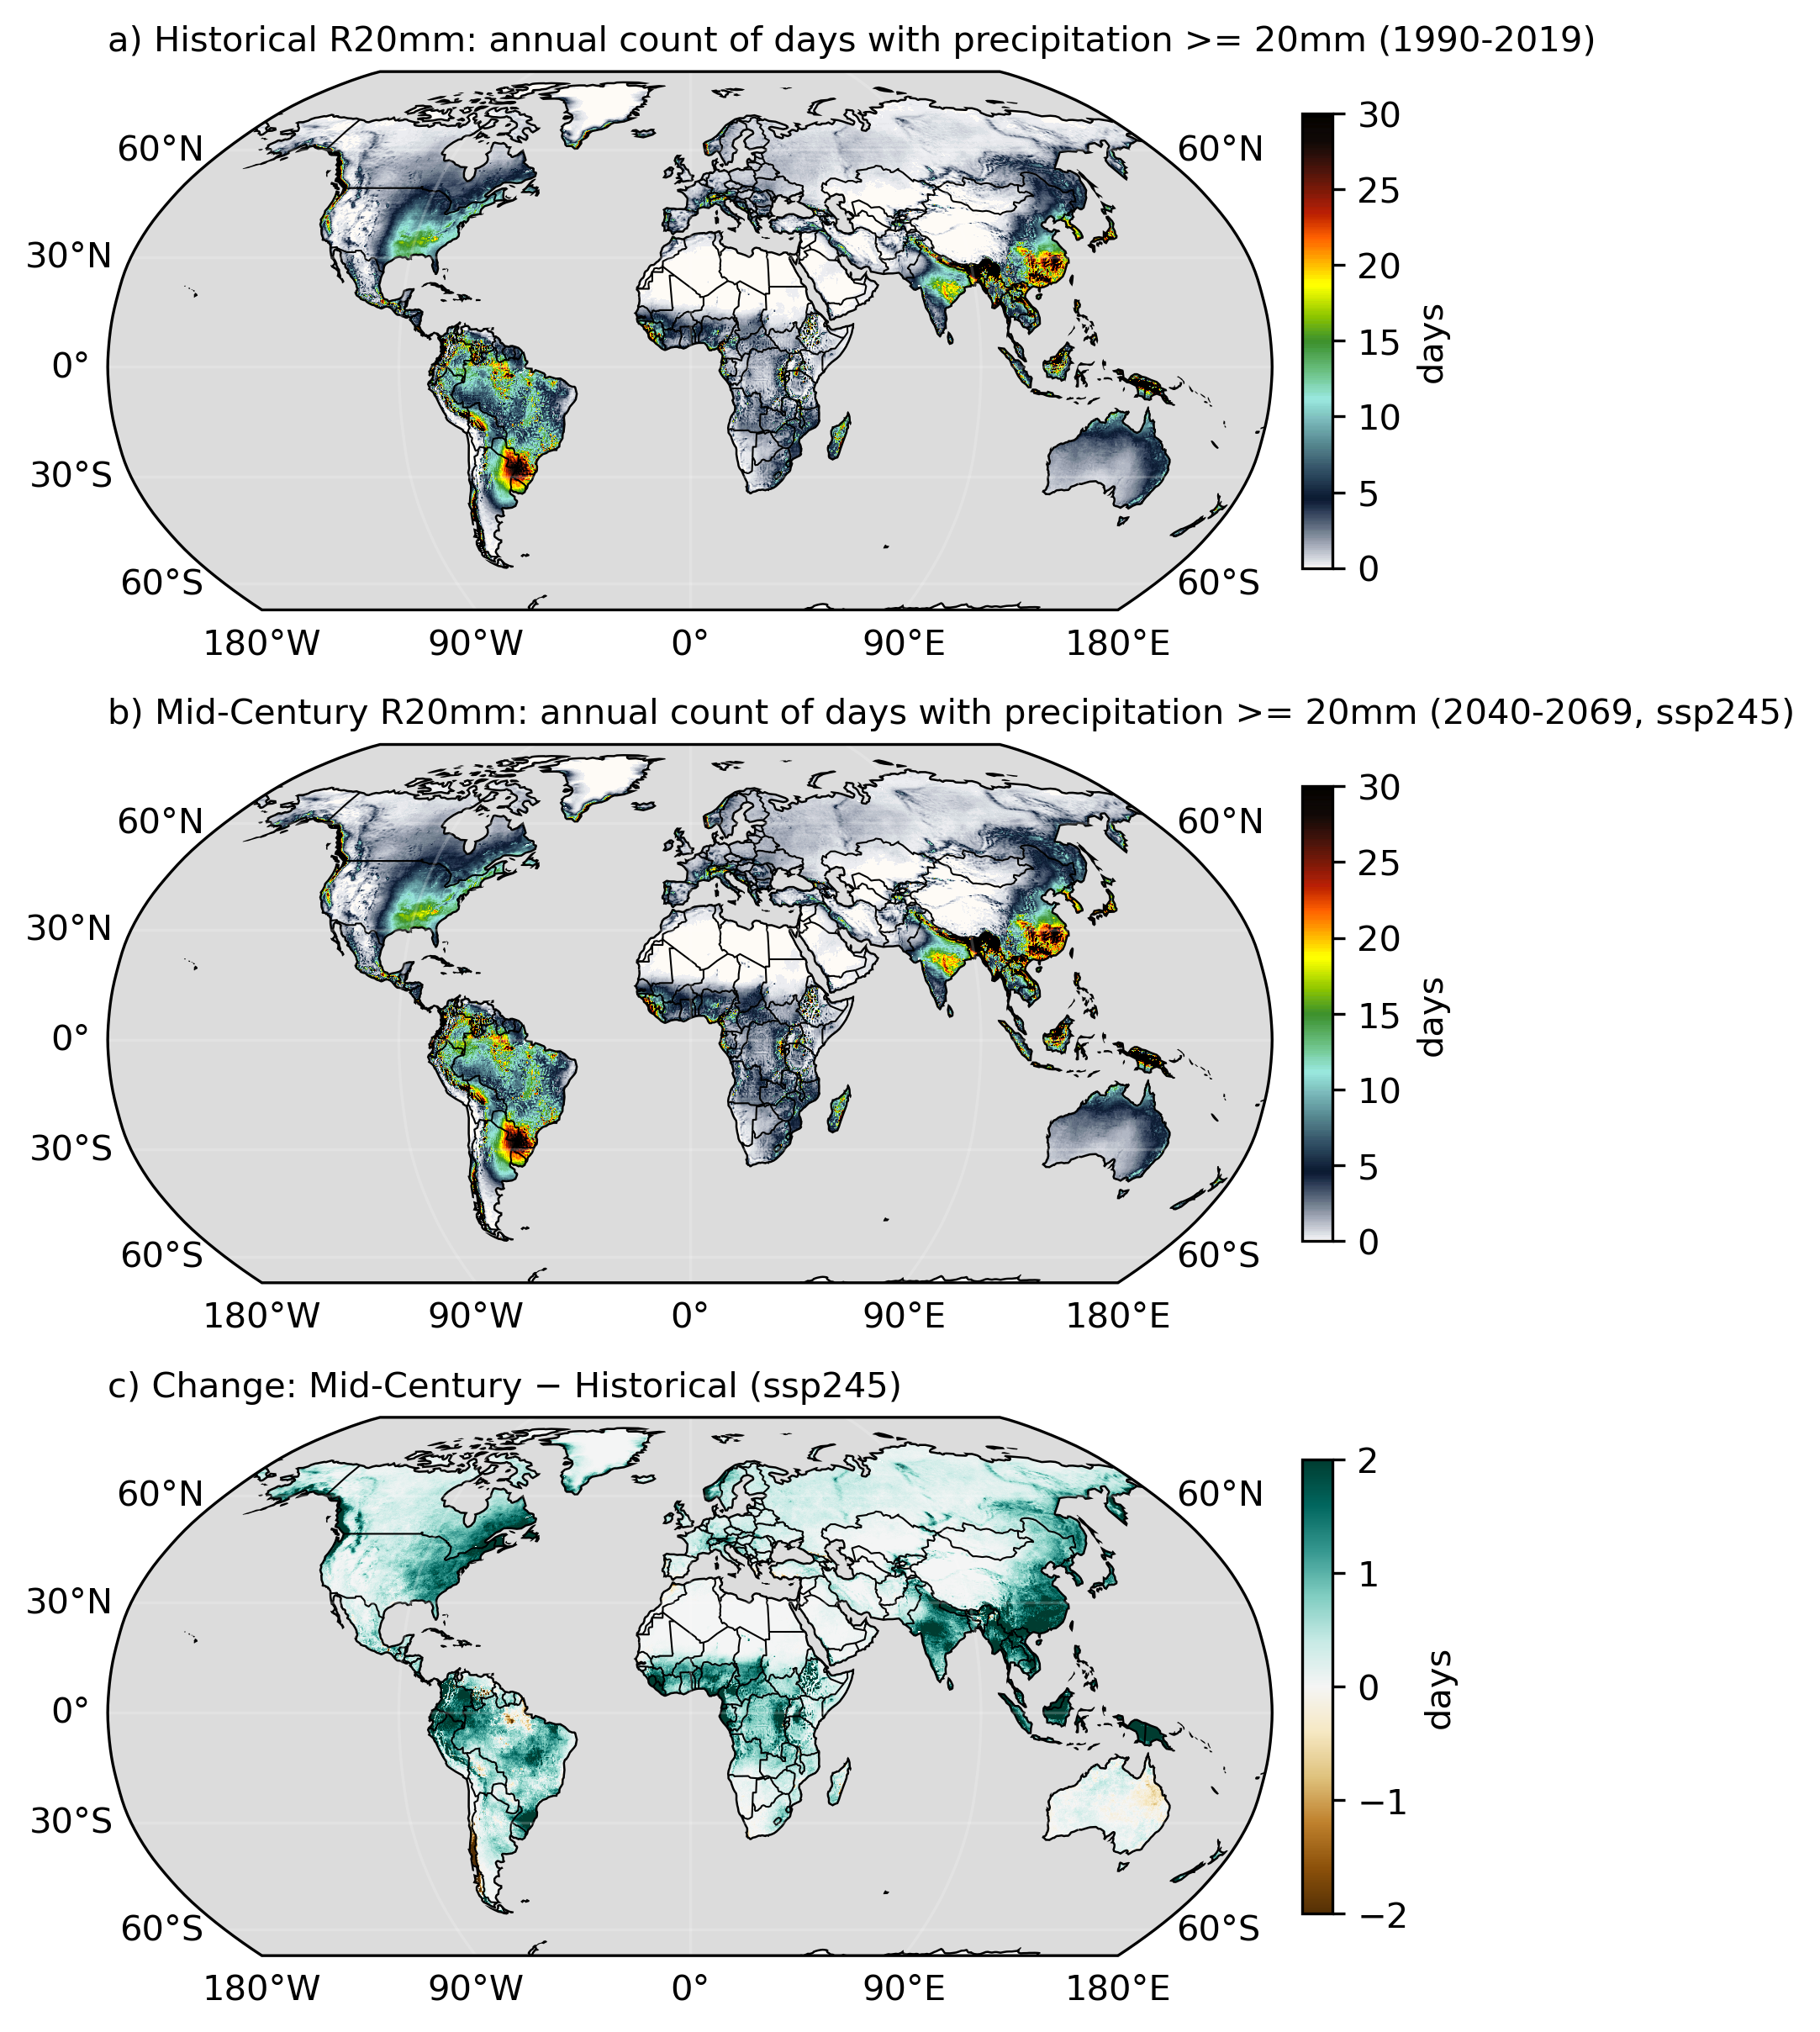 a) Historical R20mm: annual count of days with precipitation >= 20mm (1990-2019)
60°N 60°N
30°N
0°
30°S
60°S 60°S
180°W 90°W 0° 90°E 180°E
30
25
20
15
10
5
0
days
b) Mid-Century R20mm: annual count of days with precipitation >= 20mm (2040-2069, ssp245)
60°N 60°N
30°N
0°
30°S
60°S 60°S
180°W 90°W 0° 90°E 180°E
30
25
20
15
10
5
0
days
c) Change: Mid-Century − Historical (ssp245)
60°N 60°N
30°N
0°
30°S
60°S 60°S
180°W 90°W 0° 90°E 180°E
2
1
0
−1
−2
days